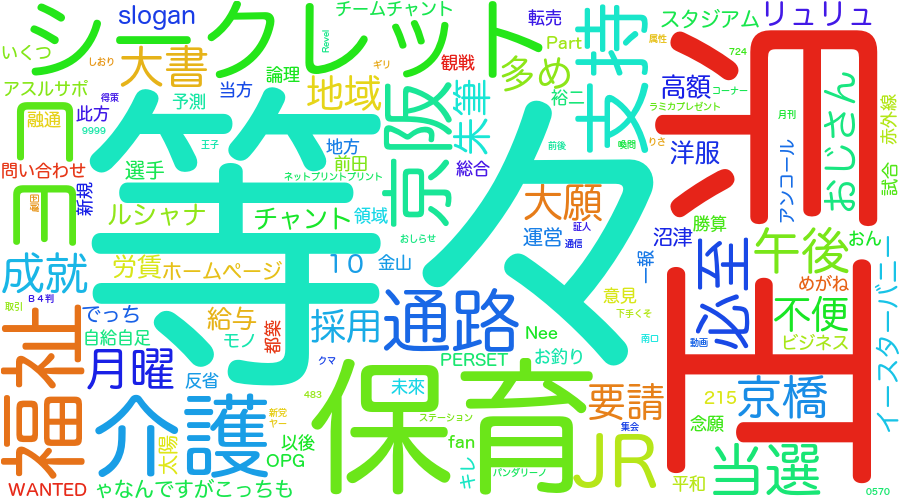 シークレット
slogan
チームチャント
転売
リュリュ
スタジアム
属性
724
コーナー
Revel
ギリ
Part
観戦
いくつ
しおり
大書
論理
多め
支持
高額
ラミカプレゼント
おじさん
赤外線
アスルサポ
得策
予測
当方
地域
京阪
朱筆
裕二
月刊
ヨコ
融通
此方
9999
等々
王子
地方
前後
喚問
りさ
洋服
アンコール
試合
問い合わせ
選手
前田
総合
ネットプリントプリント
新規
劇団
ルシャナ
チャント
領域
大願
勝算
沼津
おしらせ
運営
証人
通信
午後
おん
成就
労賃
ホームページ
10
金山
一報
必至
めがね
B4判
取引
でっち
給与
都築
採用
通路
意見
下手くそ
不便
イースターバニー
福祉
自給自足
モノ
Nee
南口
動画
ビジネス
月曜
反省
クマ
PERSET
お釣り
保育
未來
483
要請
215
京橋
介護
新党
ヤー
ステーション
集会
念願
太陽
以後
fan
JR
当選
OPG
キレ
パンダリーノ
平和
WANTED
ゃなんですがこっちも
0570